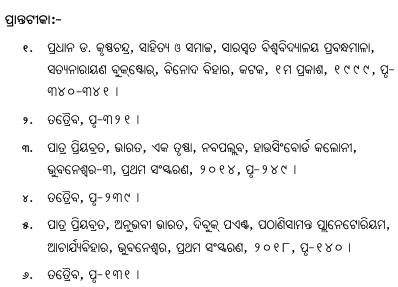 ପ୍ରାନ୍ତଟୀକା:-
୧. ପ୍ରଧାନ ଡ. କୃଷ୍ଣଚନ୍ଦ୍ର, ସାହିତ୍ୟ ଓ ସମାଜ, ସାରସ୍ୱତ ବିଶ୍ୱବିଦ୍ୟାଳୟ ପ୍ରବନ୍ଧମାଳା,
ସତ୍ୟନାରାୟଣ ବୁକ୍‌ଷ୍ଟୋର୍, ବିନୋଦ ବିହାର, କଟକ, ୧ମ ପ୍ରକାଶ, ୧୯୯୯, ପୃ-
୩୪୦-୩୪୧ ।
୨. ତତ୍ରୈବ, ପୃ-୩୨୧ ।
୩. ପାତ୍ର ପ୍ରିୟବ୍ରତ, ଭାରତ, ଏକ ତୃଷ୍ଣା, ନବପଲ୍ଲବ, ହାଉସିଂବୋର୍ଡ କଲୋନୀ,
ଭୁବନେଶ୍ୱର-୩, ପ୍ରଥମ ସଂସ୍କରଣ, ୨୦୧୪, ପୃ-୨୪୯ ।
୪. ତତ୍ରୈବ, ପୃ-୨୩୯ ।
୫. ପାତ୍ର ପ୍ରିୟବ୍ରତ, ଅନୁଭବୀ ଭାରତ, ଦିବୁକ୍ ପଏଣ୍ଟ, ପଠାଣିସାମନ୍ତ ପ୍ଲାନେଟୋରିୟମ,
ଆଚାର୍ଯ୍ୟବିହାର, ଭୁବନେଶ୍ୱର, ପ୍ରଥମ ସଂସ୍କରଣ, ୨୦୧୮, ପୃ-୧୪୦ ।
୬. ତତ୍ରୈବ, ପୃ-୧୩୧ ।